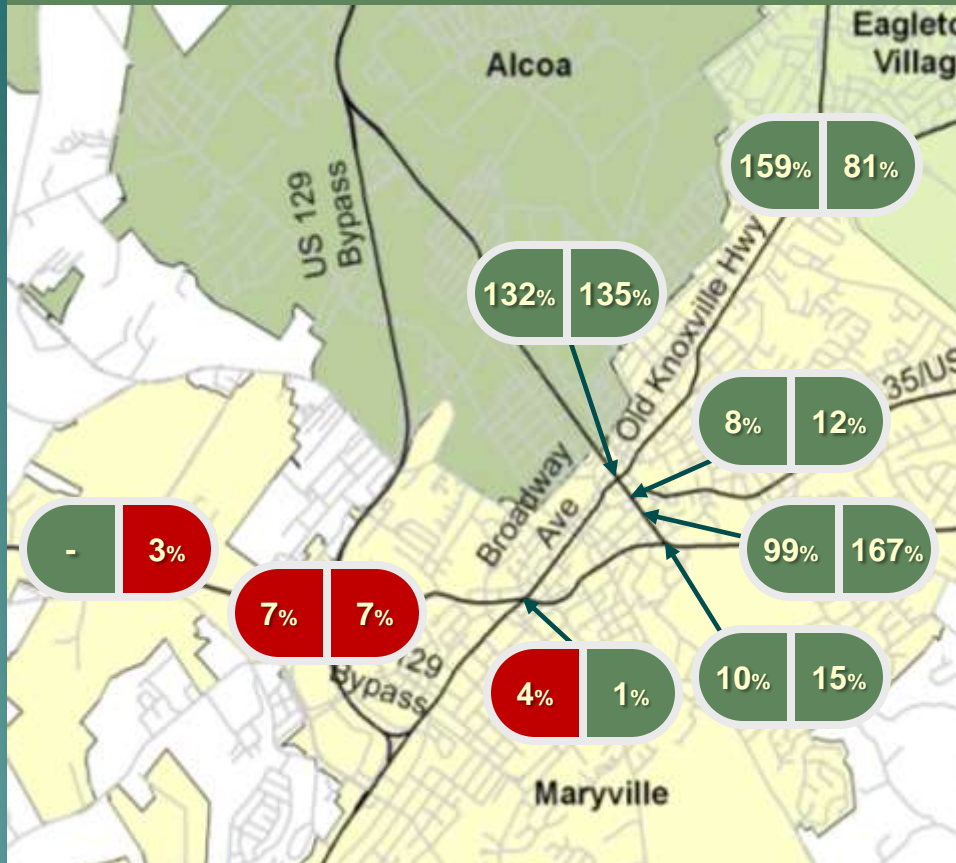 Eagleto
Villag
Alcoa
159% 81%
US 129
Bypass
132% 135%
Old Knoxville Hwy
35/US
8% 12%
Broadway
Ave
- 3%
99% 167%
7% 7%
129
Bypass
4% 1%
10% 15%
Maryville